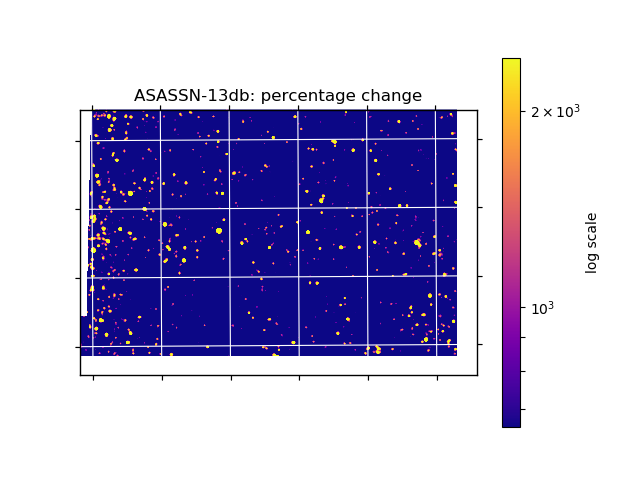 ASASSN-13db: percentage change
2 × 10³
10³
log scale